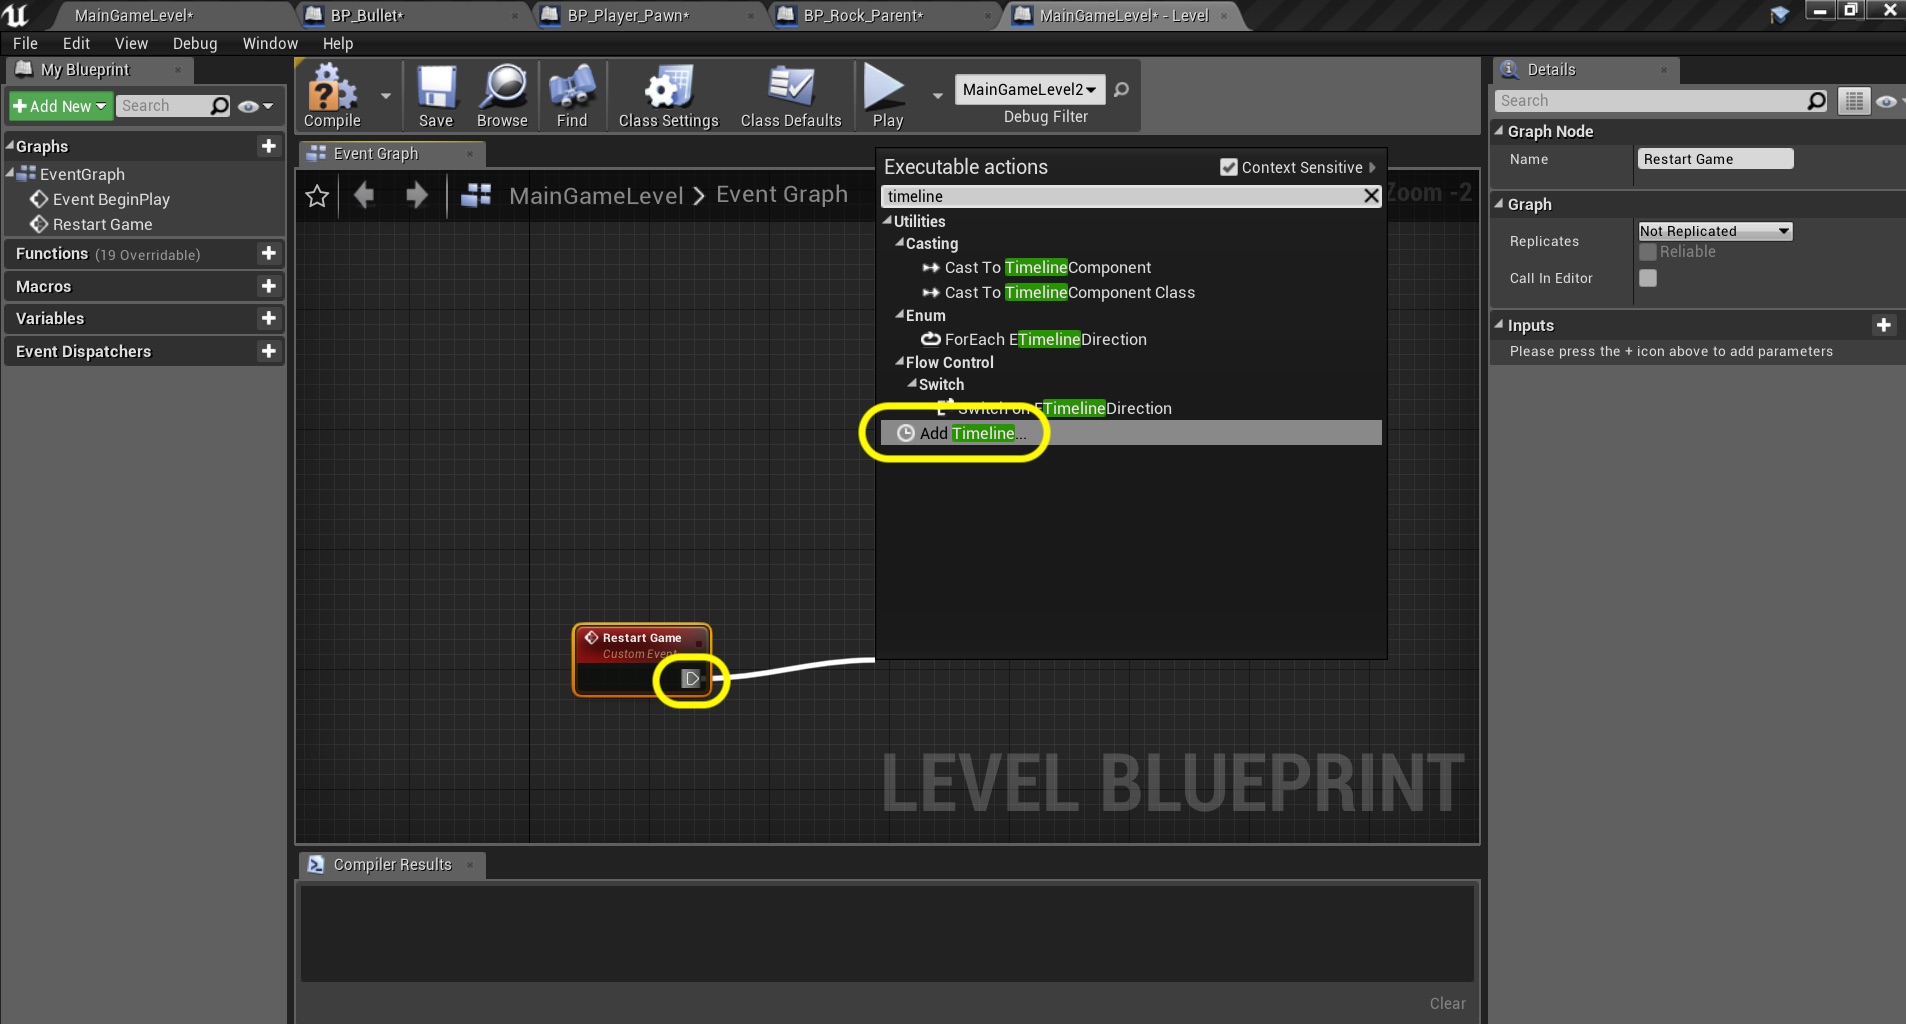 MainGameLevel*
BP_Bullet*
BP_Player_Pawn*
BP_Rock_Parent*
MainGameLevel* - Level
File Edit View Debug Window Help
My Blueprint
Add New
Search
Graphs
EventGraph
Event BeginPlay
Restart Game
Functions (19 Overridable)
Macros
Variables
Event Dispatchers
Compile
Save
Browse
Find
Class Settings
Class Defaults
Play
MainGameLevel2
Debug Filter
Event Graph
MainGameLevel > Event Graph
Zoom -2
Executable actions
Context Sensitive
timeline
Utilities
Casting
Cast To TimelineComponent
Cast To TimelineComponent Class
Enum
ForEach ETimelineDirection
Flow Control
Switch
Switch on ETimelineDirection
Add Timeline...
Restart Game
Custom Event
LEVEL BLUEPRINT
Compiler Results
Clear
Details
Search
Graph Node
Name Restart Game
Graph
Replicates Not Replicated
Reliable
Call In Editor
Inputs
Please press the + icon above to add parameters